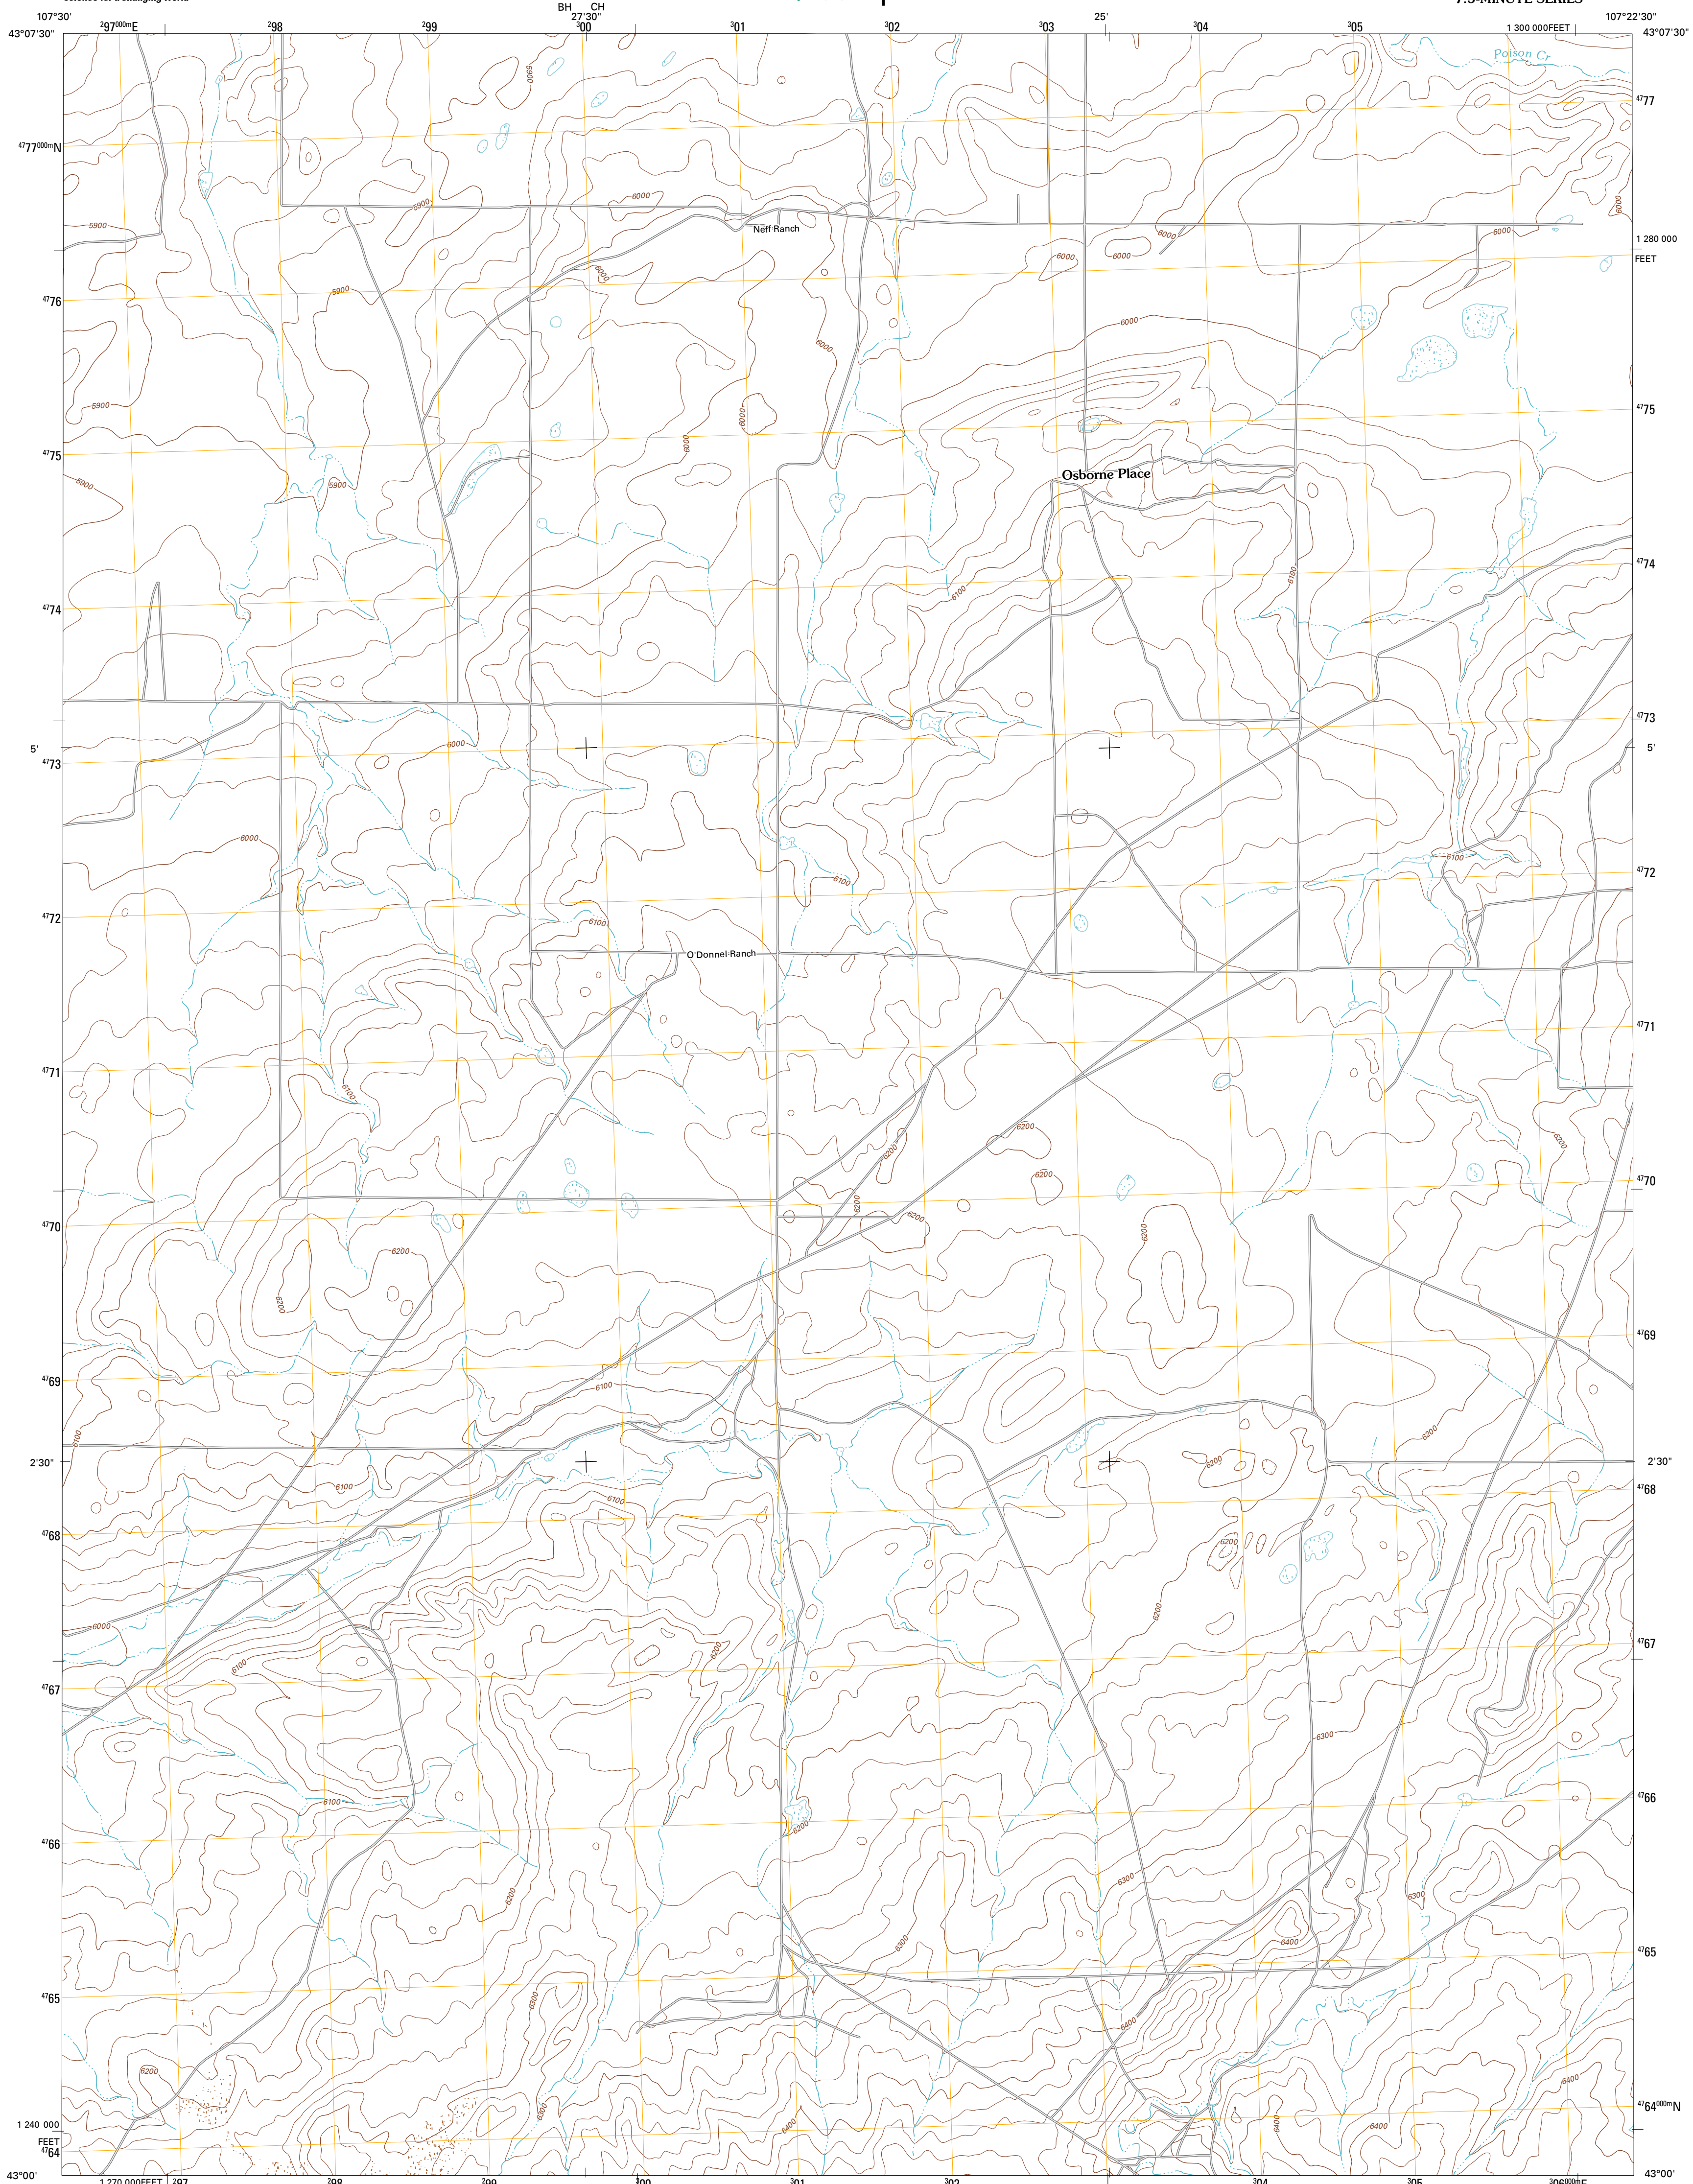 BH CH
107°30' 297000mE 298 299 27'30" 300 301 302 303 25' 304 305 1 300 000FEET 107°22'30"
43°07'30" 43°07'30"
Poison Cr
5900
4777
4777000mN
5900 6000 6000
5900 Neff Ranch 6000 6000 1 280 000
FEET
6000 6000 6000
4776 5900
6000
6000
5900 6000 4775
4775 6000
5900 5900 Osborne Place
4774
6100 6100
4774
4773
5' 6000 5'
4773
6000 6100
6100 4772
4772 6100
O'Donnel Ranch
4771
4771
6100
6200 6200 6200
6200 4770
6200
4770 6200 6200
6200
6200
4769
4769 6100
6100 6200
2'30" 6200 2'30"
6100 6100 4768
4768
6200
6200
6000
6200 4767
6100
4767
6300
6100 4766
4766 6200
6300
6200 6300
6300 6400
4765
4765 6300
6400
6200
6400
6300
1 240 000 6400 6400 6400 4764000mN
FEET
4764
43°00' 1 270 000FEET 297 298 299 300 301 302 304 305 306000mE 43°00'